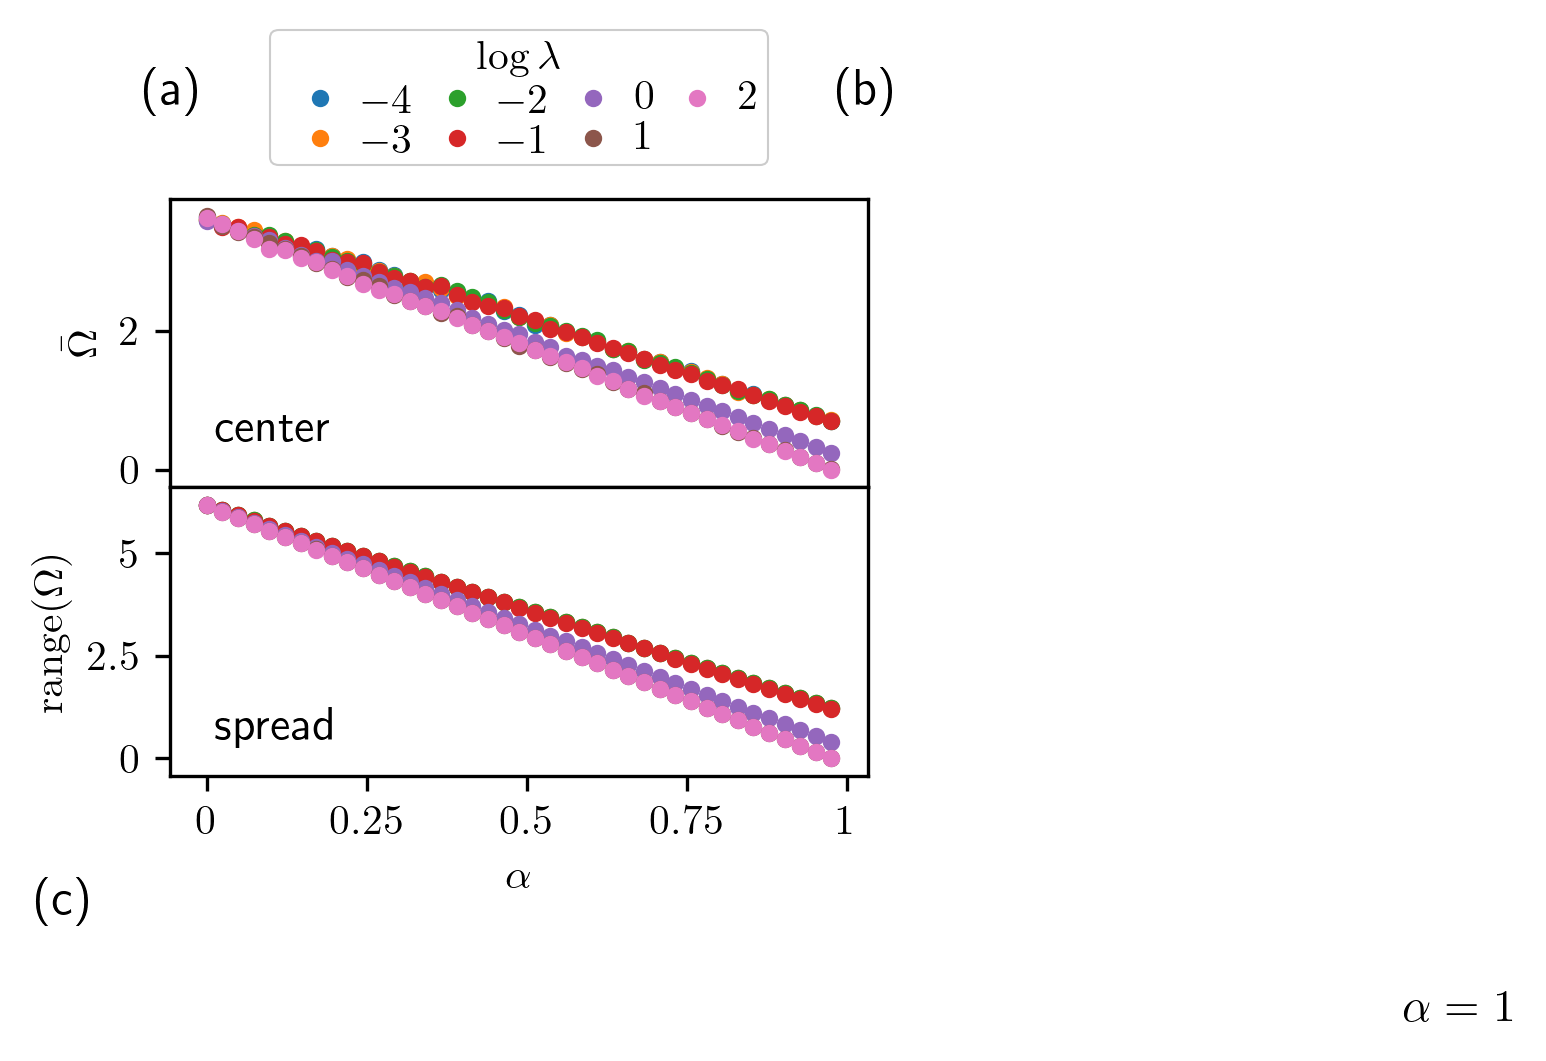 (a)
log λ
−4 −2 0 2
−3 −1 1
(b)
Ω̄
2
0
center
range(Ω)
5
2.5
0
spread
0 0.25 0.5 0.75 1
α
(c)
α = 1